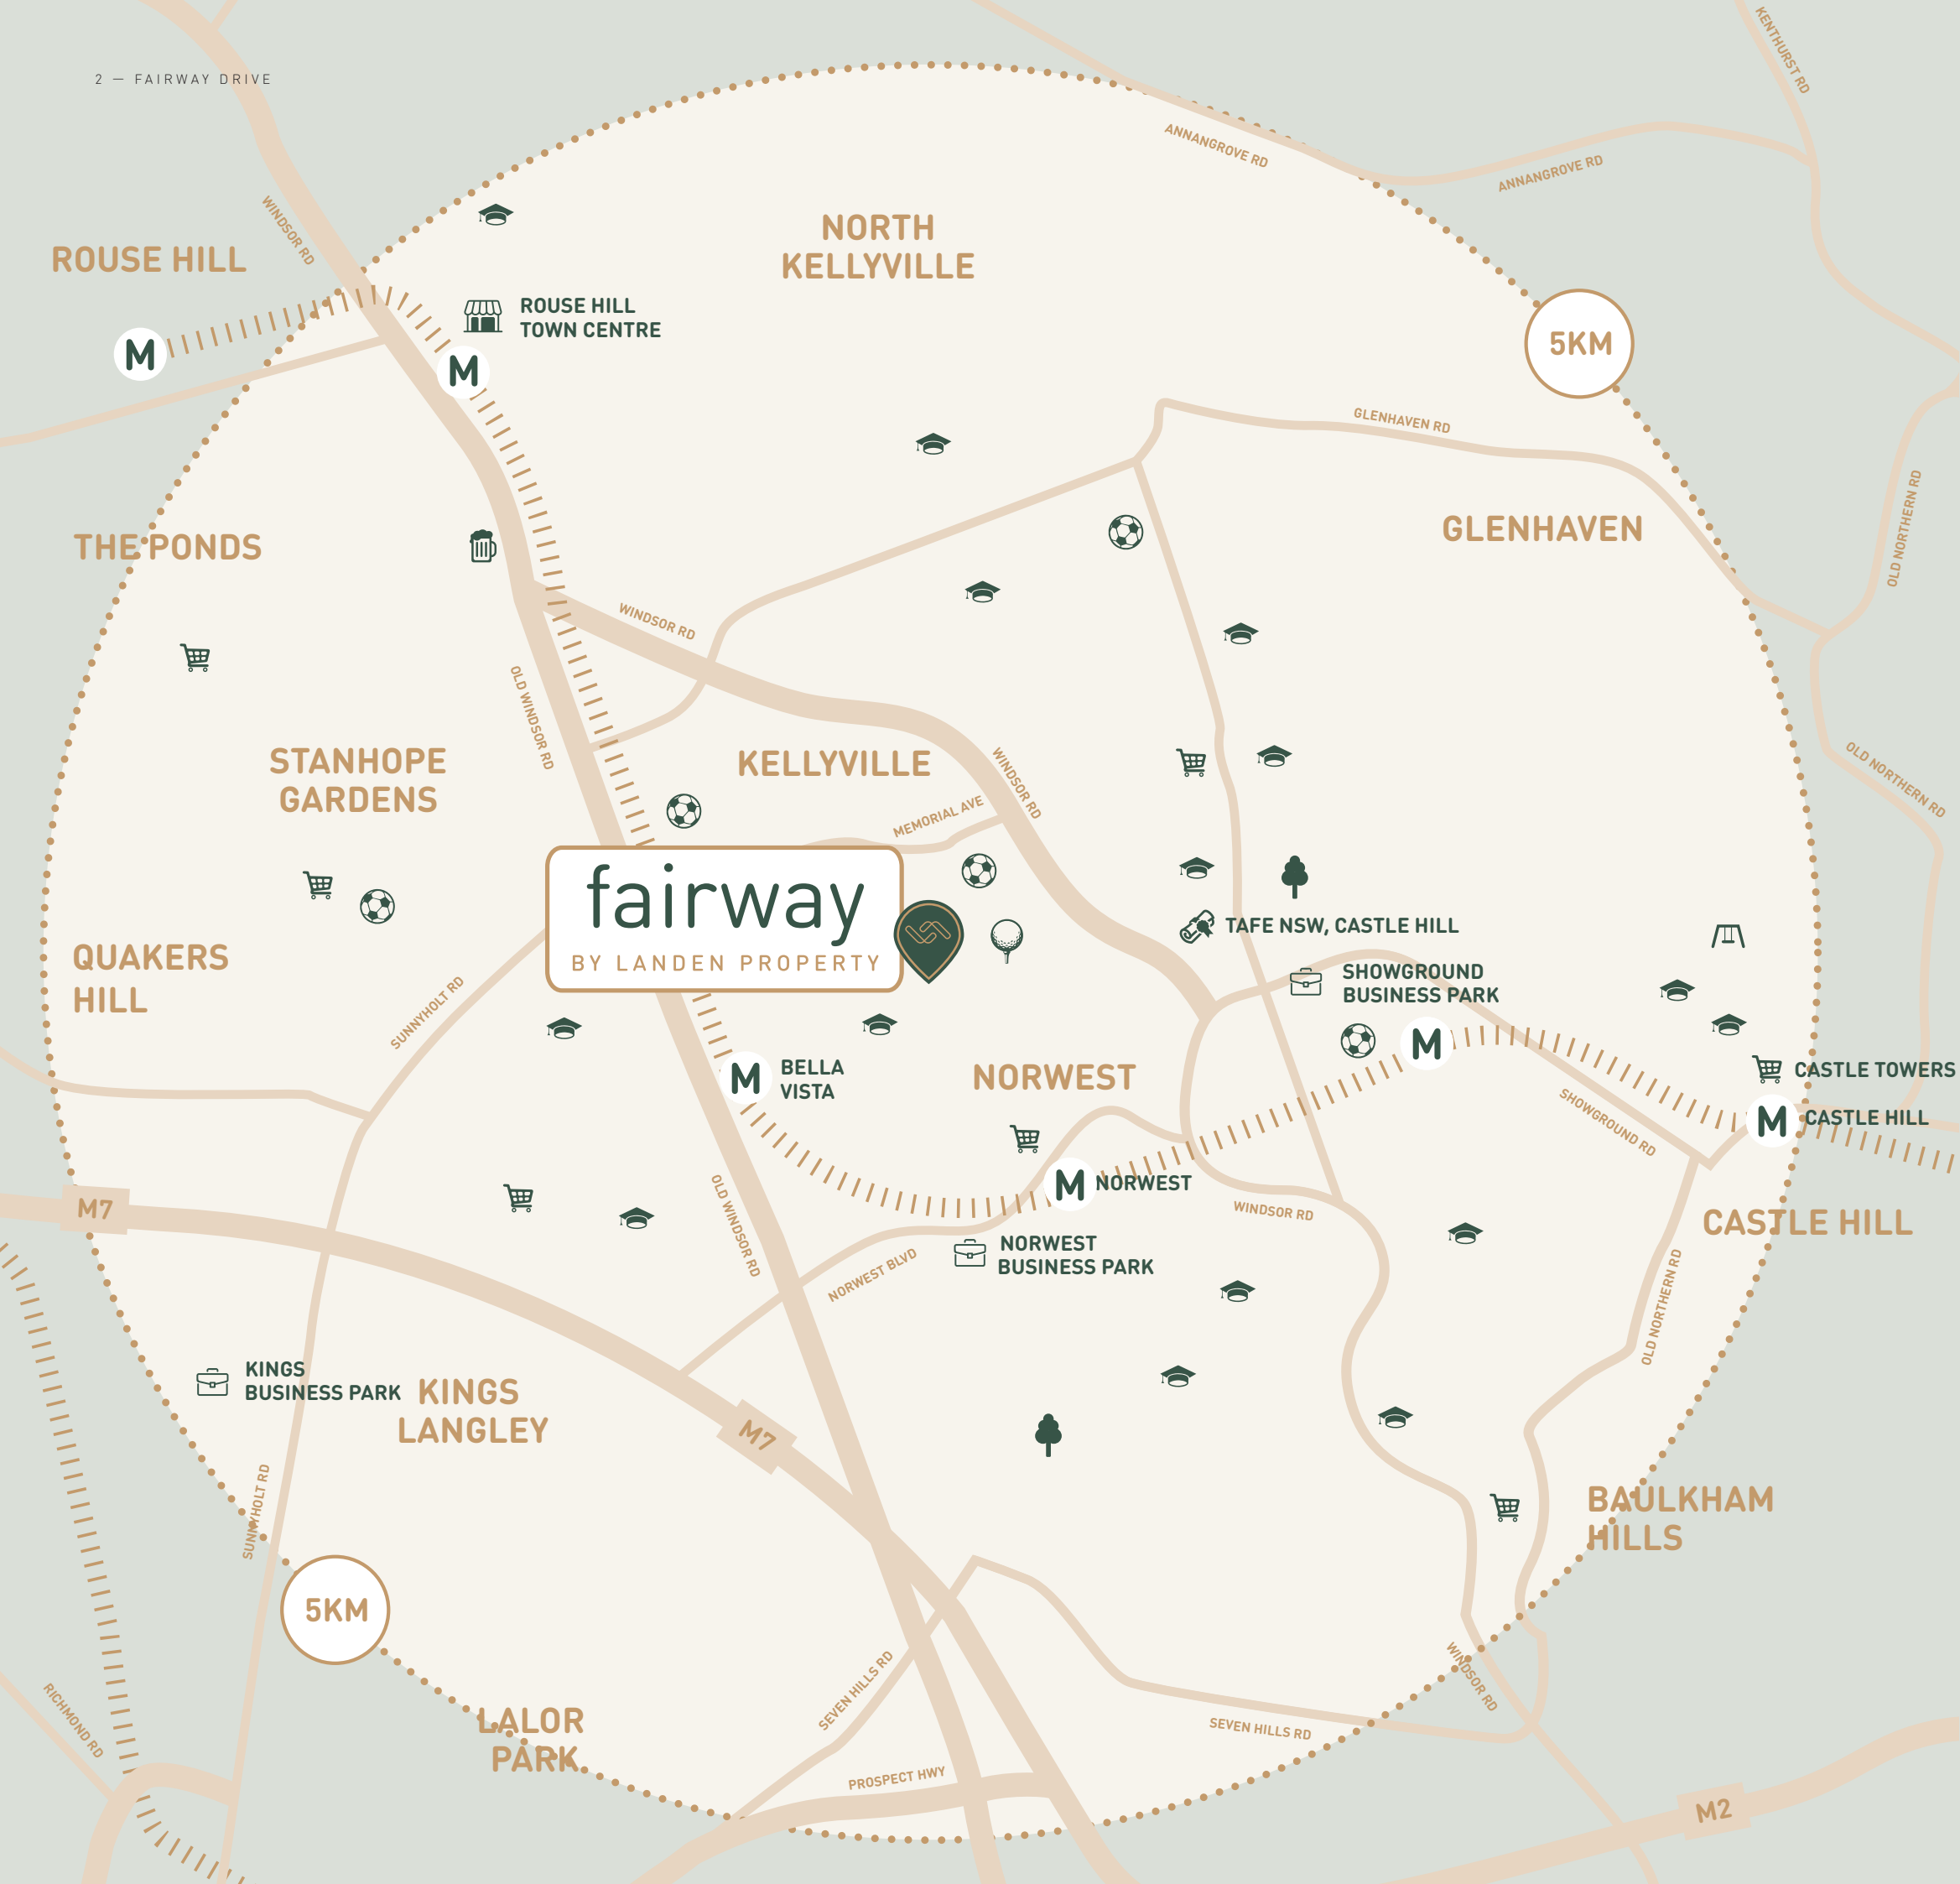 2 — FAIRWAY DRIVE
KENTHURST RD
ANNANGROVE RD
ANNANGROVE RD
WINDSOR RD
NORTH
KELLYVILLE
ROUSE HILL
ROUSE HILL
TOWN CENTRE
5KM
M
M
GLENHAVEN RD
GLENHAVEN
OLD NORTHERN RD
THE PONDS
WINDSOR RD
OLD WINDSOR RD
STANHOPE
GARDENS
KELLYVILLE
WINDSOR RD
MEMORIAL AVE
OLD NORTHERN RD
fairway
BY LANDEN PROPERTY
TAFE NSW, CASTLE HILL
QUAKERS
HILL
SUNNYHOLT RD
SHOWGROUND
BUSINESS PARK
M
M
BELLA
VISTA
NORWEST
CASTLE TOWERS
SHOWGROUND RD
M
CASTLE HILL
M
NORWEST
M7
OLD WINDSOR RD
WINDSOR RD
CASTLE HILL
NORWEST BLVD
NORWEST
BUSINESS PARK
OLD NORTHERN RD
KINGS
BUSINESS PARK
KINGS
LANGLEY
M7
SUNNYHOLT RD
BAULKHAM
HILLS
5KM
RICHMOND RD
LALOR
PARK
SEVEN HILLS RD
SEVEN HILLS RD
WINDSOR RD
PROSPECT HWY
M2